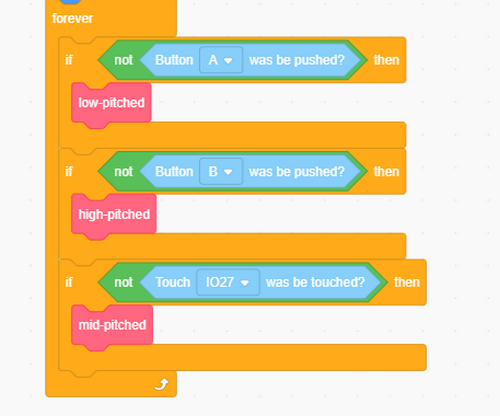 forever
if not Button A was be pushed? then
low-pitched
if not Button B was be pushed? then
high-pitched
if not Touch IO27 was be touched? then
mid-pitched